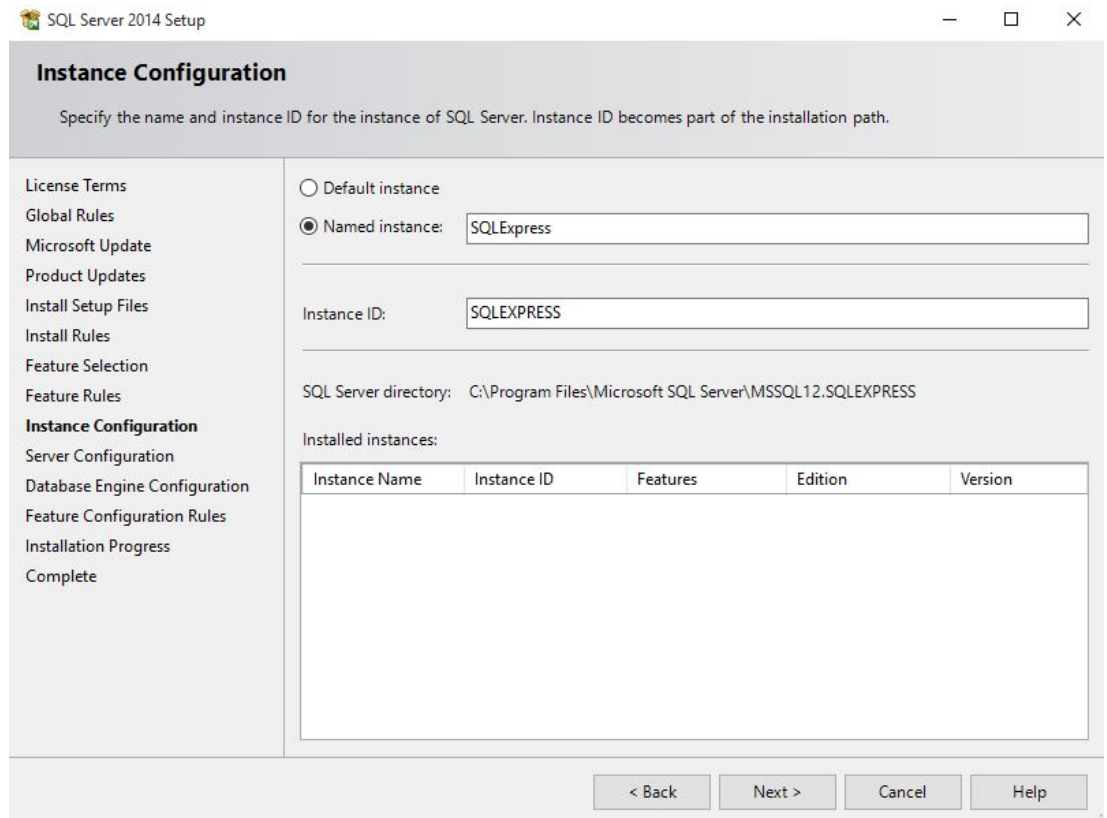 SQL Server 2014 Setup
Instance Configuration
Specify the name and instance ID for the instance of SQL Server. Instance ID becomes part of the installation path.
License Terms
Global Rules
Microsoft Update
Product Updates
Install Setup Files
Install Rules
Feature Selection
Feature Rules
Instance Configuration
Server Configuration
Database Engine Configuration
Feature Configuration Rules
Installation Progress
Complete
Default instance
Named instance: SQLExpress
Instance ID: SQLEXPRESS
SQL Server directory: C:\Program Files\Microsoft SQL Server\MSSQL12.SQLEXPRESS
Installed instances:
Instance Name Instance ID Features Edition Version
< Back Next > Cancel Help